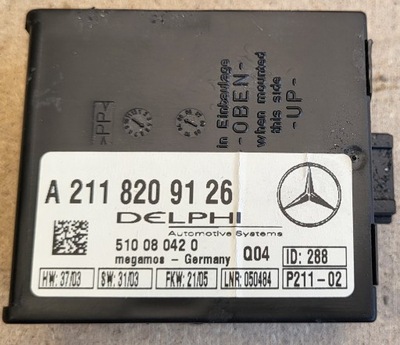 >PP<
in Einbaulage
-OBEN-
when mounted
this side
-UP-
A 211 820 91 26
DELPHI
Automotive Systems
510 08 042 0
megamos - Germany
Q04
ID: 288
HW: 37/03
SW: 31/03
FKW: 21/05
LNR: 050484
P211-02